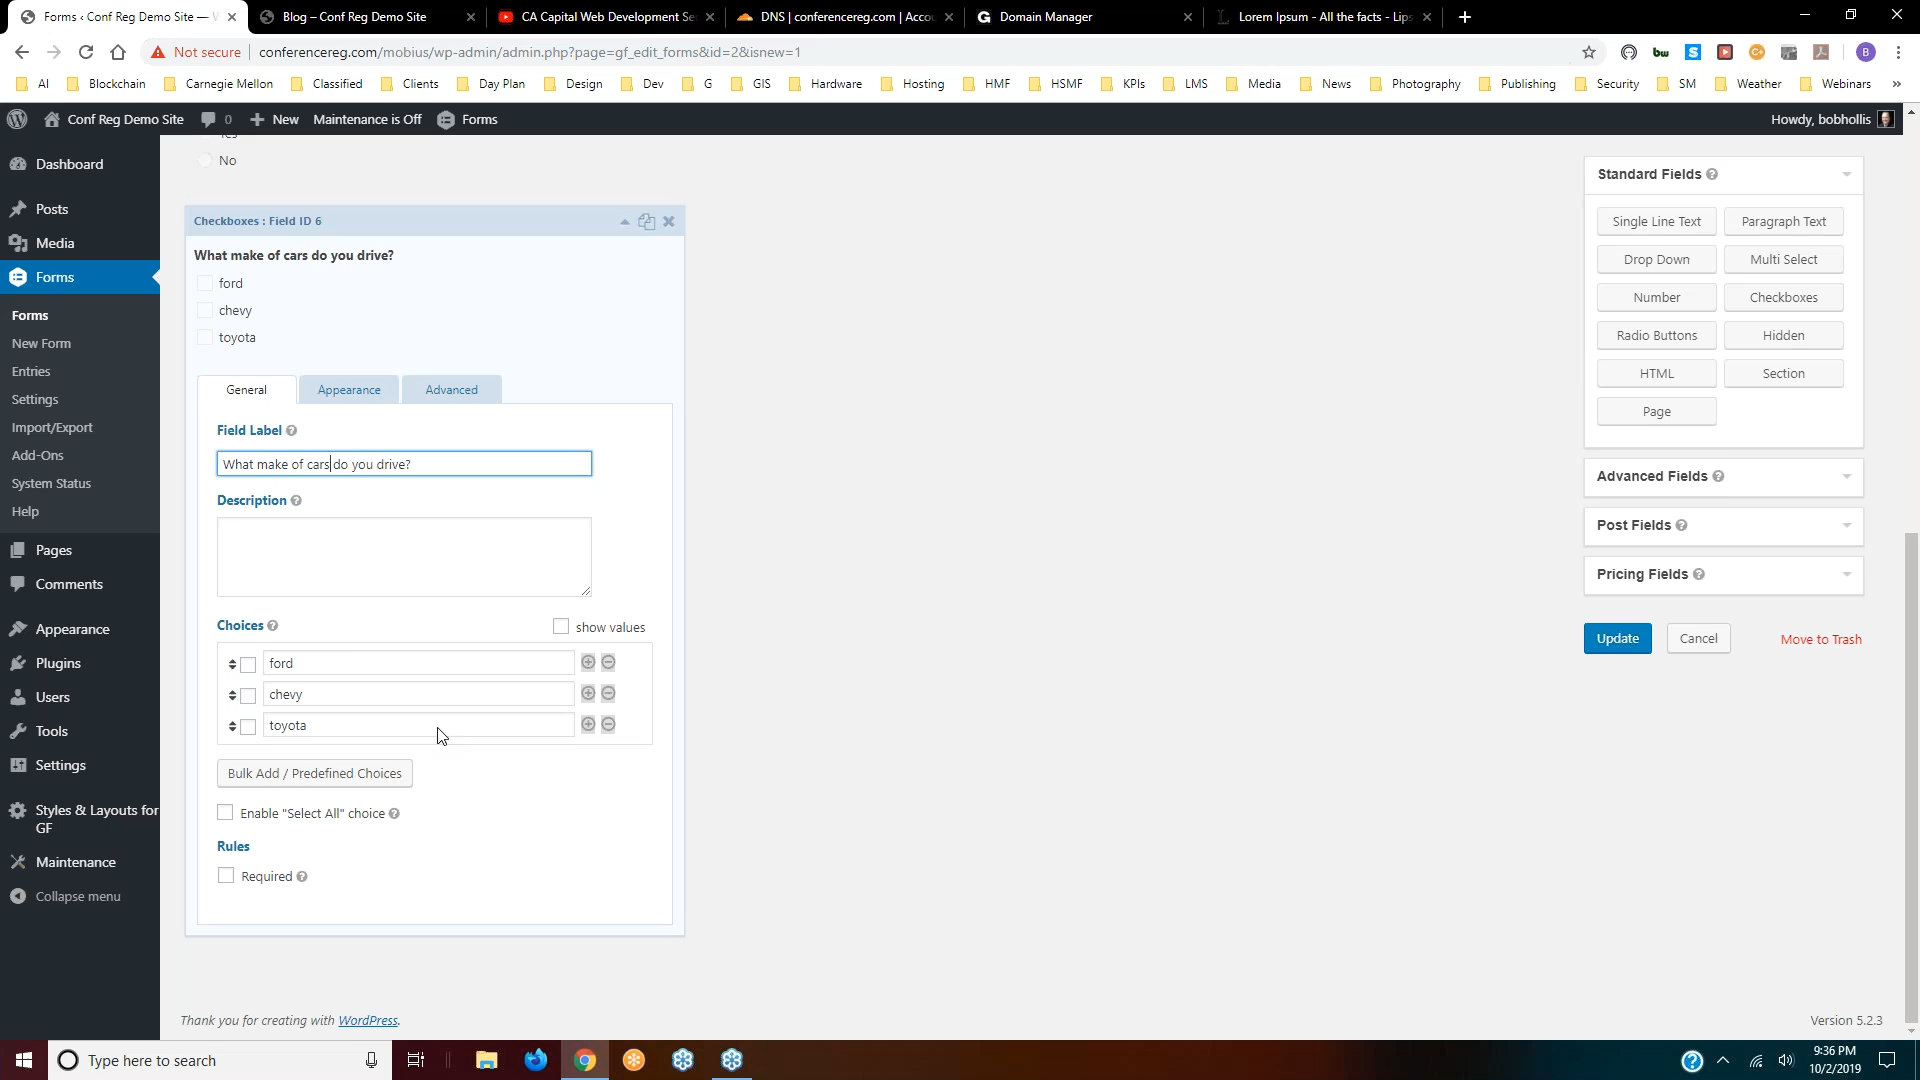 Forms ‹ Conf Reg Demo Site — W
Blog – Conf Reg Demo Site
CA Capital Web Development Se
DNS | conferencereg.com | Accou
Domain Manager
Lorem Ipsum - All the facts - Lips
Not secure
conferencereg.com/mobius/wp-admin/admin.php?page=gf_edit_forms&id=2&isnew=1
AI
Blockchain
Carnegie Mellon
Classified
Clients
Day Plan
Design
Dev
G
GIS
Hardware
Hosting
HMF
HSMF
KPIs
LMS
Media
News
Photography
Publishing
Security
SM
Weather
Webinars
»
Conf Reg Demo Site
0
New
Maintenance is Off
Forms
Howdy, bobhollis
Dashboard
Posts
Media
Forms
Forms
New Form
Entries
Settings
Import/Export
Add-Ons
System Status
Help
Pages
Comments
Appearance
Plugins
Users
Tools
Settings
Styles & Layouts for
GF
Maintenance
Collapse menu
Yes
No
Checkboxes : Field ID 6
What make of cars do you drive?
ford
chevy
toyota
General
Appearance
Advanced
Field Label
What make of cars do you drive?
Description
Choices
show values
ford
chevy
toyota
Bulk Add / Predefined Choices
Enable "Select All" choice
Rules
Required
Standard Fields
Single Line Text
Paragraph Text
Drop Down
Multi Select
Number
Checkboxes
Radio Buttons
Hidden
HTML
Section
Page
Advanced Fields
Post Fields
Pricing Fields
Update
Cancel
Move to Trash
Thank you for creating with WordPress.
Version 5.2.3
Type here to search
9:36 PM
10/2/2019